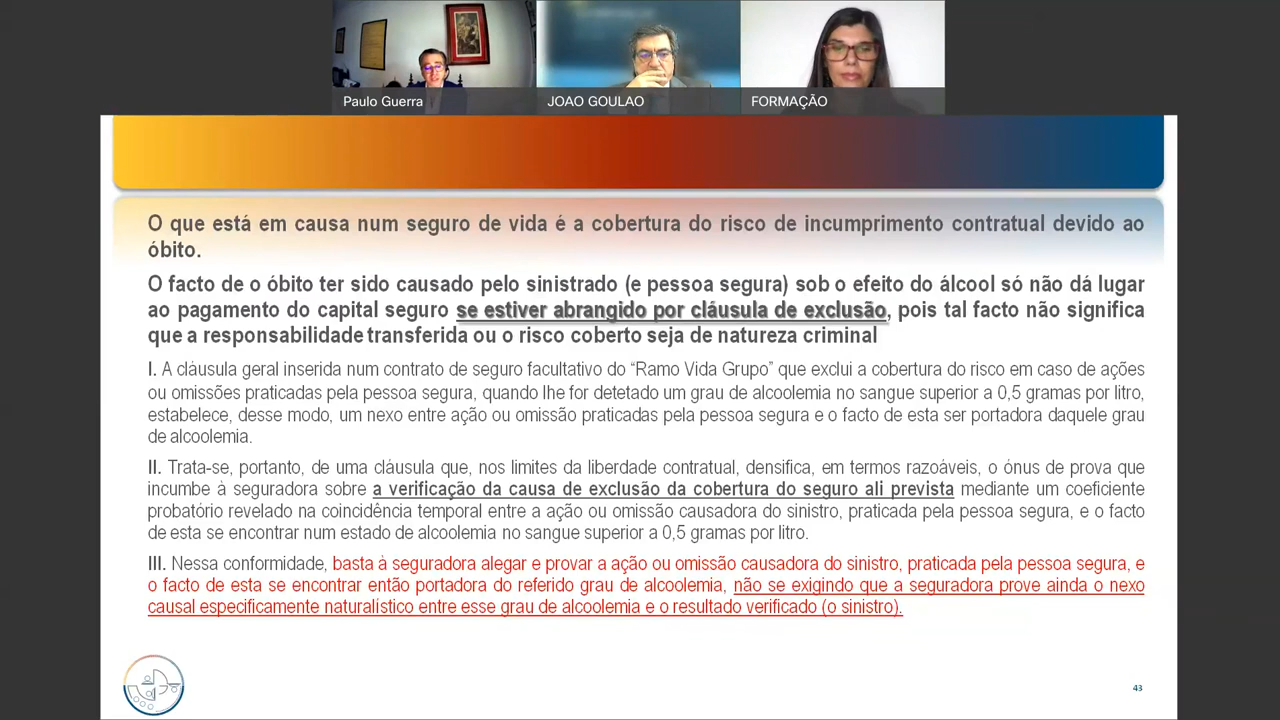 Paulo Guerra
JOAO GOULAO
FORMAÇÃO
O que está em causa num seguro de vida é a cobertura do risco de incumprimento contratual devido ao
óbito.
O facto de o óbito ter sido causado pelo sinistrado (e pessoa segura) sob o efeito do álcool só não dá lugar
ao pagamento do capital seguro se estiver abrangido por cláusula de exclusão, pois tal facto não significa
que a responsabilidade transferida ou o risco coberto seja de natureza criminal
I. A cláusula geral inserida num contrato de seguro facultativo do “Ramo Vida Grupo” que exclui a cobertura do risco em caso de ações
ou omissões praticadas pela pessoa segura, quando lhe for detetado um grau de alcoolemia no sangue superior a 0,5 gramas por litro,
estabelece, desse modo, um nexo entre ação ou omissão praticadas pela pessoa segura e o facto de esta ser portadora daquele grau
de alcoolemia.
II. Trata-se, portanto, de uma cláusula que, nos limites da liberdade contratual, densifica, em termos razoáveis, o ónus de prova que
incumbe à seguradora sobre a verificação da causa de exclusão da cobertura do seguro ali prevista mediante um coeficiente
probatório revelado na coincidência temporal entre a ação ou omissão causadora do sinistro, praticada pela pessoa segura, e o facto
de esta se encontrar num estado de alcoolemia no sangue superior a 0,5 gramas por litro.
III. Nessa conformidade, basta à seguradora alegar e provar a ação ou omissão causadora do sinistro, praticada pela pessoa segura, e
o facto de esta se encontrar então portadora do referido grau de alcoolemia, não se exigindo que a seguradora prove ainda o nexo
causal especificamente naturalístico entre esse grau de alcoolemia e o resultado verificado (o sinistro).
43